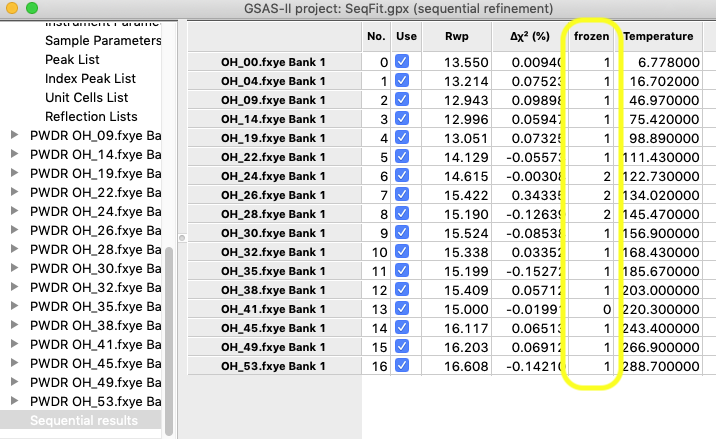 GSAS-II project: SeqFit.gpx (sequential refinement)
Instrument Parame
Sample Parameters
Peak List
Index Peak List
Unit Cells List
Reflection Lists
PWDR OH_09.fxye Ba
PWDR OH_14.fxye Ba
PWDR OH_19.fxye Ba
PWDR OH_22.fxye Ba
PWDR OH_24.fxye Ba
PWDR OH_26.fxye Ba
PWDR OH_28.fxye Ba
PWDR OH_30.fxye Ba
PWDR OH_32.fxye Ba
PWDR OH_35.fxye Ba
PWDR OH_38.fxye Ba
PWDR OH_41.fxye Ba
PWDR OH_45.fxye Ba
PWDR OH_49.fxye Ba
PWDR OH_53.fxye Ba
Sequential results
No. Use Rwp Δχ² (%) frozen Temperature
OH_00.fxye Bank 1 0 13.550 0.00940 1 6.778000
OH_04.fxye Bank 1 1 13.214 0.07523 1 16.702000
OH_09.fxye Bank 1 2 12.943 0.09898 1 46.970000
OH_14.fxye Bank 1 3 12.996 0.05947 1 75.420000
OH_19.fxye Bank 1 4 13.051 0.07325 1 98.890000
OH_22.fxye Bank 1 5 14.129 -0.05573 1 111.430000
OH_24.fxye Bank 1 6 14.615 -0.00308 2 122.730000
OH_26.fxye Bank 1 7 15.422 0.34335 2 134.020000
OH_28.fxye Bank 1 8 15.190 -0.12639 2 145.470000
OH_30.fxye Bank 1 9 15.524 -0.08538 1 156.900000
OH_32.fxye Bank 1 10 15.338 0.03352 1 168.430000
OH_35.fxye Bank 1 11 15.199 -0.15272 1 185.670000
OH_38.fxye Bank 1 12 15.409 0.05712 1 203.000000
OH_41.fxye Bank 1 13 15.000 -0.01991 0 220.300000
OH_45.fxye Bank 1 14 16.117 0.06513 1 243.400000
OH_49.fxye Bank 1 15 16.203 0.06912 1 266.900000
OH_53.fxye Bank 1 16 16.608 -0.14210 1 288.700000